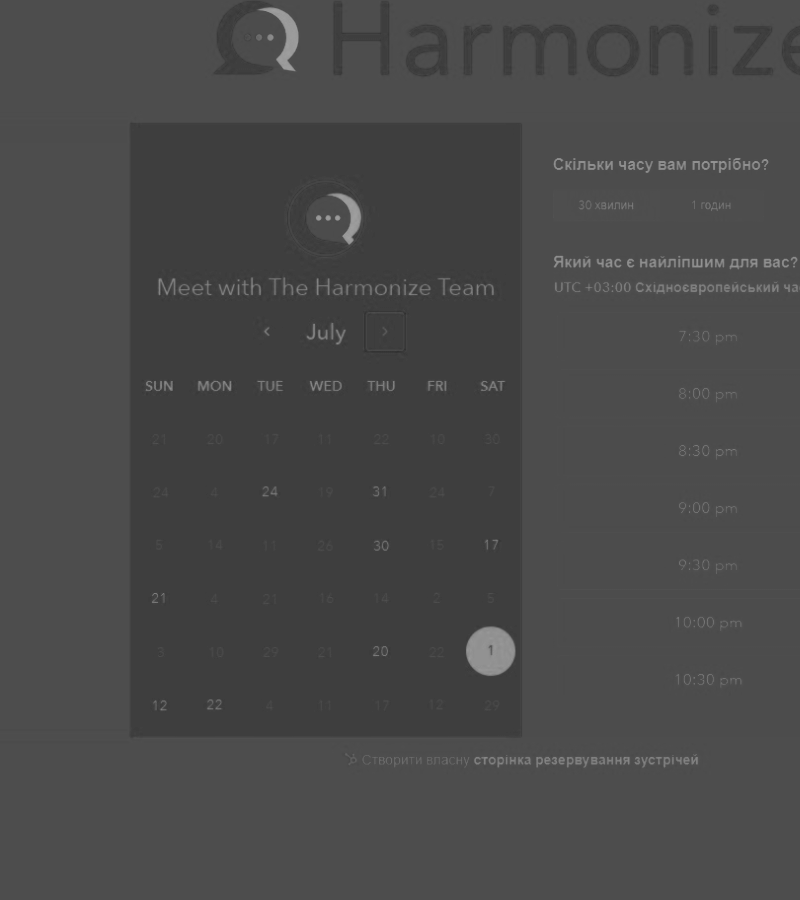 Harmonize
Скільки часу вам потрібно?
30 хвилин 1 годин
Який час є найліпшим для вас?
UTC +03:00 Східноєвропейський ча
Meet with The Harmonize Team
July
SUN MON TUE WED THU FRI SAT
21 20 17 11 22 10 30
24 4 24 19 31 24 7
5 14 11 26 30 15 17
21 4 21 16 14 2 5
10 29 21 20 22 1
12 22 4 11 17 12 29
7:30 pm
8:00 pm
8:30 pm
9:00 pm
9:30 pm
10:00 pm
10:30 pm
Створити власну сторінка резервування зустрічей